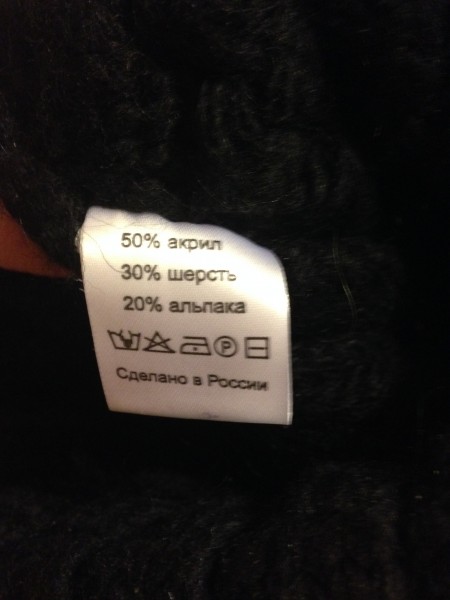 50% акрил
30% шерсть
20% альпака
P
Сделано в России